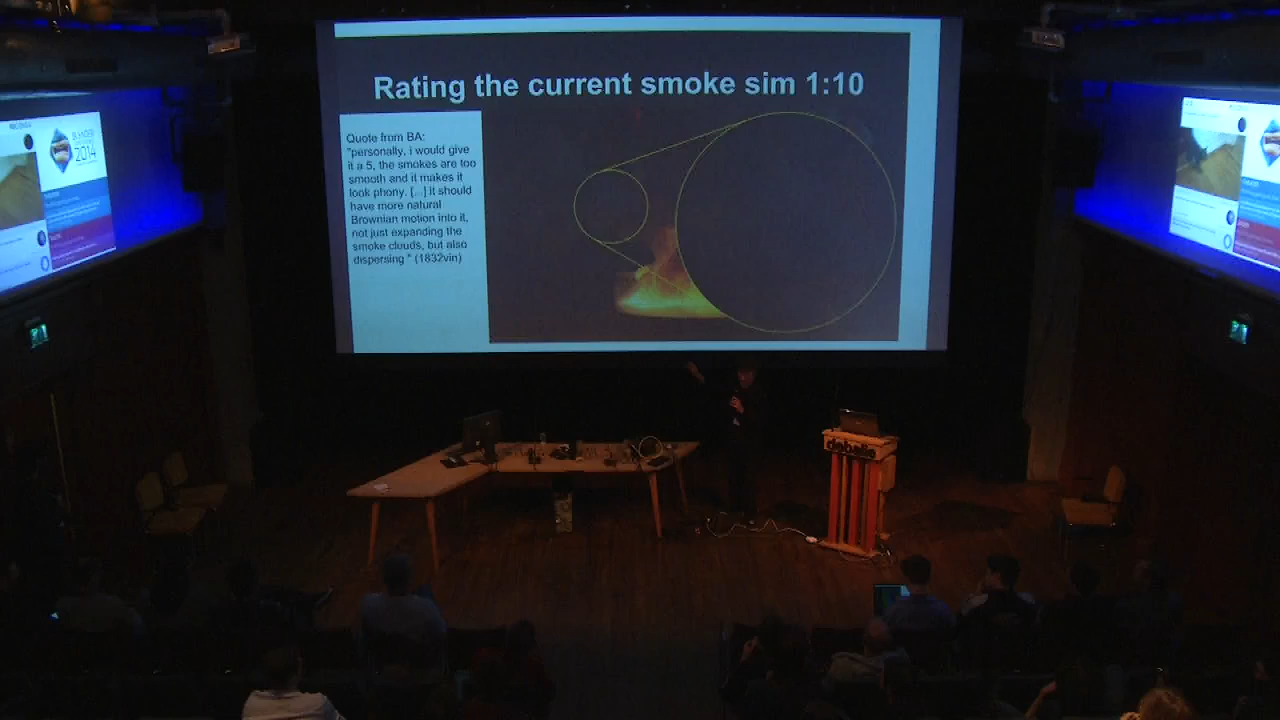 Rating the current smoke sim 1:10
Quote from BA:
"personally, i would give
it a 5, the smokes are too
smooth and it makes it
look phony. [...] it should
have more natural
Brownian motion into it,
not just expanding the
smoke clouds, but also
dispersing " (1832vin)
BLENDER
2014
debalie